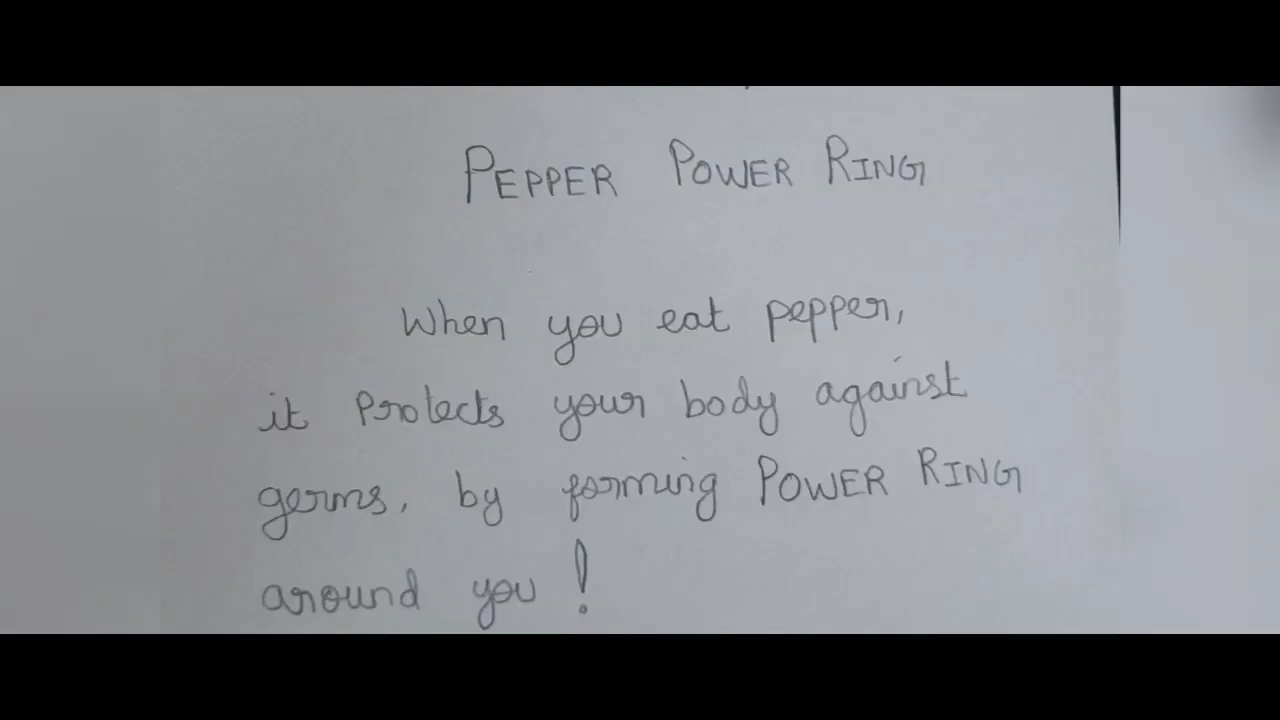 PEPPER POWER RING
When you eat pepper,
it protects your body against
germs, by forming POWER RING
around you!